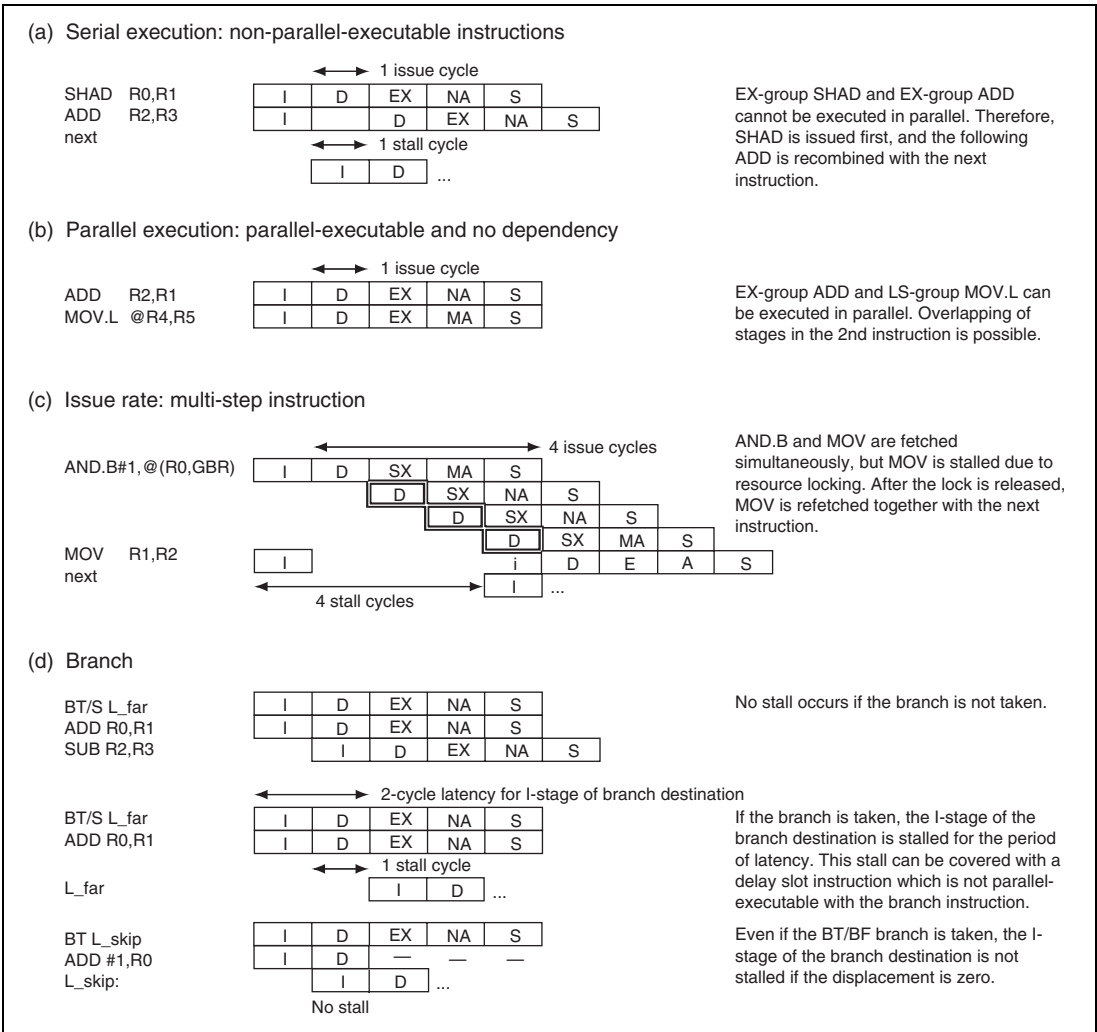 (a) Serial execution: non-parallel-executable instructions
1 issue cycle
SHAD R0,R1 I D EX NA S
ADD R2,R3 I D EX NA S
next
1 stall cycle
I D ...
EX-group SHAD and EX-group ADD
cannot be executed in parallel. Therefore,
SHAD is issued first, and the following
ADD is recombined with the next
instruction.
(b) Parallel execution: parallel-executable and no dependency
1 issue cycle
ADD R2,R1 I D EX NA S
MOV.L @R4,R5 I D EX MA S
EX-group ADD and LS-group MOV.L can
be executed in parallel. Overlapping of
stages in the 2nd instruction is possible.
(c) Issue rate: multi-step instruction
4 issue cycles
AND.B#1,@(R0,GBR) I D SX MA S
D SX NA S
D SX NA S
D SX MA S
MOV R1,R2 I i D E A S
next I ...
4 stall cycles
AND.B and MOV are fetched
simultaneously, but MOV is stalled due to
resource locking. After the lock is released,
MOV is refetched together with the next
instruction.
(d) Branch
BT/S L_far I D EX NA S
ADD R0,R1 I D EX NA S
SUB R2,R3 I D EX NA S
No stall occurs if the branch is not taken.
2-cycle latency for I-stage of branch destination
BT/S L_far I D EX NA S
ADD R0,R1 I D EX NA S
1 stall cycle
L_far I D ...
If the branch is taken, the I-stage of the
branch destination is stalled for the period
of latency. This stall can be covered with a
delay slot instruction which is not parallel-
executable with the branch instruction.
BT L_skip I D EX NA S
ADD #1,R0 I D — — —
L_skip: I D ...
No stall
Even if the BT/BF branch is taken, the I-
stage of the branch destination is not
stalled if the displacement is zero.